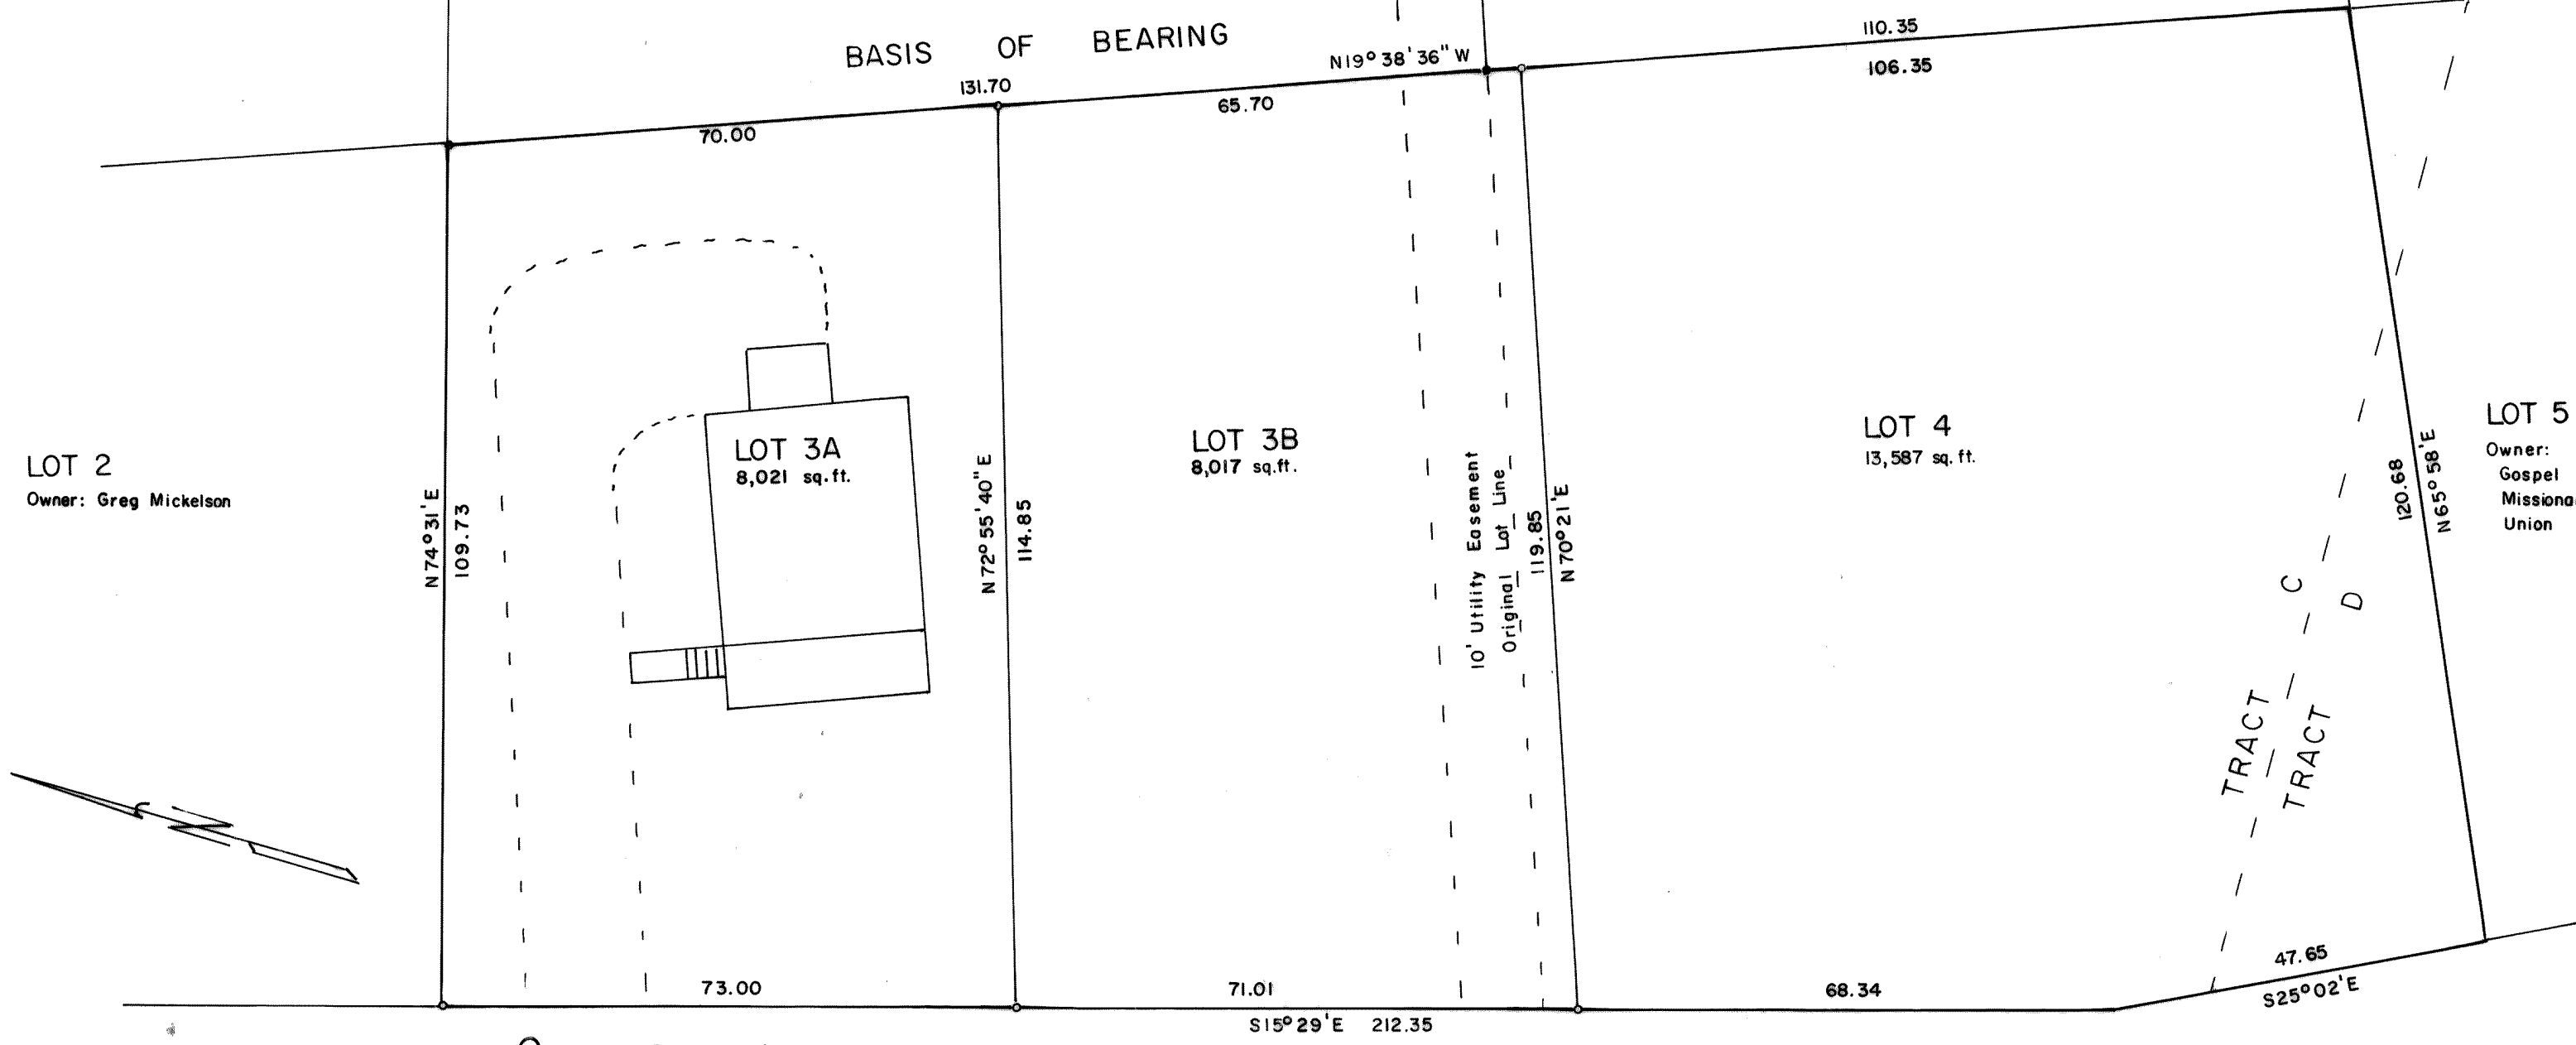 BASIS OF BEARING
N19°38'36"W
110.35
131.70
106.35
70.00
65.70
LOT 2
Owner: Greg Mickelson
N74°31'E
109.73
LOT 3A
8,021 sq.ft.
N72°55'40"E
114.85
LOT 3B
8,017 sq.ft.
10' Utility Easement
Original Lot Line
119.85
N70°21'E
LOT 4
13,587 sq.ft.
120.68
N65°58'E
LOT 5
Owner:
Gospel
Missiona
Union
TRACT C
TRACT D
N
73.00
71.01
68.34
47.65
S15°29'E 212.35
S25°02'E